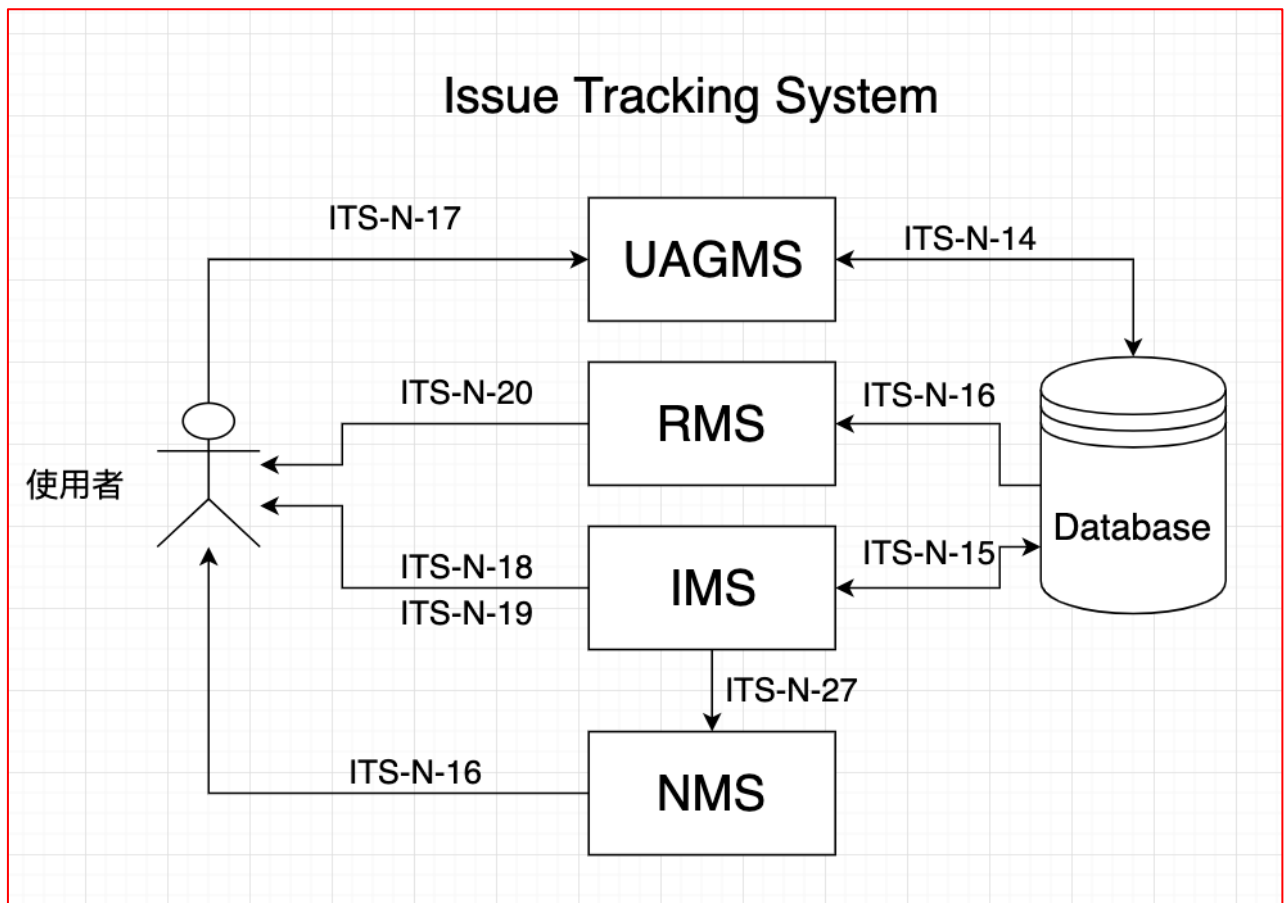 Issue Tracking System
ITS-N-17
UAGMS
ITS-N-14
ITS-N-20
RMS
ITS-N-16
使用者
Database
ITS-N-18
ITS-N-19
IMS
ITS-N-15
ITS-N-27
ITS-N-16
NMS